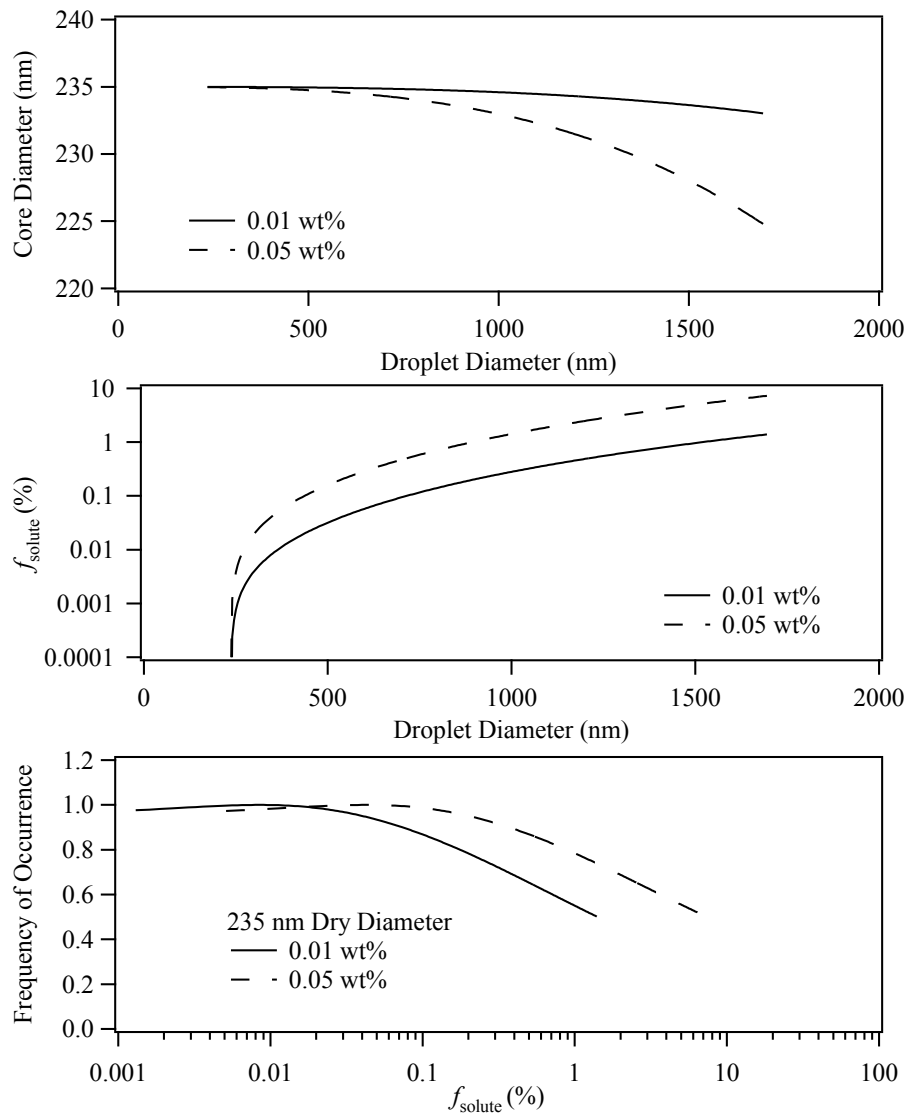 240
235
230
225
220
Core Diameter (nm)
0.01 wt%
0.05 wt%
0 500 1000 1500 2000
Droplet Diameter (nm)
10
1
0.1
0.01
0.001
0.0001
fsolute (%)
0.01 wt%
0.05 wt%
0 500 1000 1500 2000
Droplet Diameter (nm)
1.2
1.0
0.8
0.6
0.4
0.2
0.0
Frequency of Occurrence
235 nm Dry Diameter
0.01 wt%
0.05 wt%
0.001 0.01 0.1 1 10 100
fsolute (%)